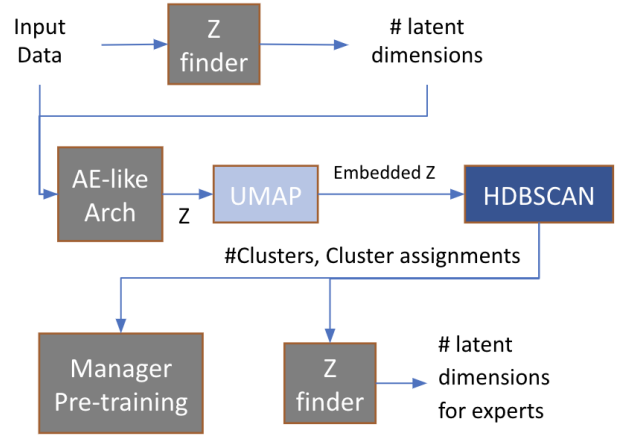 Input
Data
Z
finder
# latent
dimensions
AE-like
Arch
Z
UMAP
Embedded Z
HDBSCAN
#Clusters, Cluster assignments
Manager
Pre-training
Z
finder
# latent
dimensions
for experts